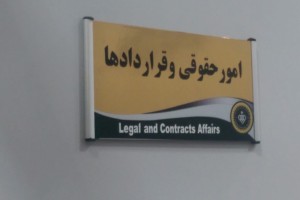 امور حقوقی و قراردادها
Legal and Contracts Affairs